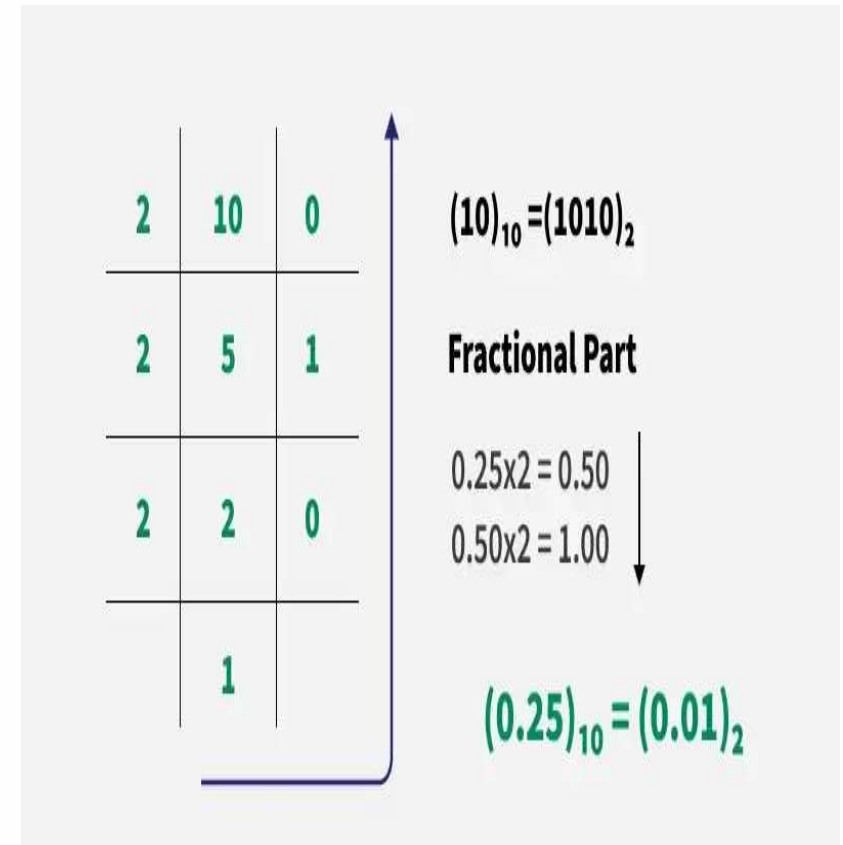 2 10 0
2 5 1
2 2 0
1
(10)₁₀ =(1010)₂
Fractional Part
0.25x2 = 0.50
0.50x2 = 1.00
(0.25)₁₀ = (0.01)₂